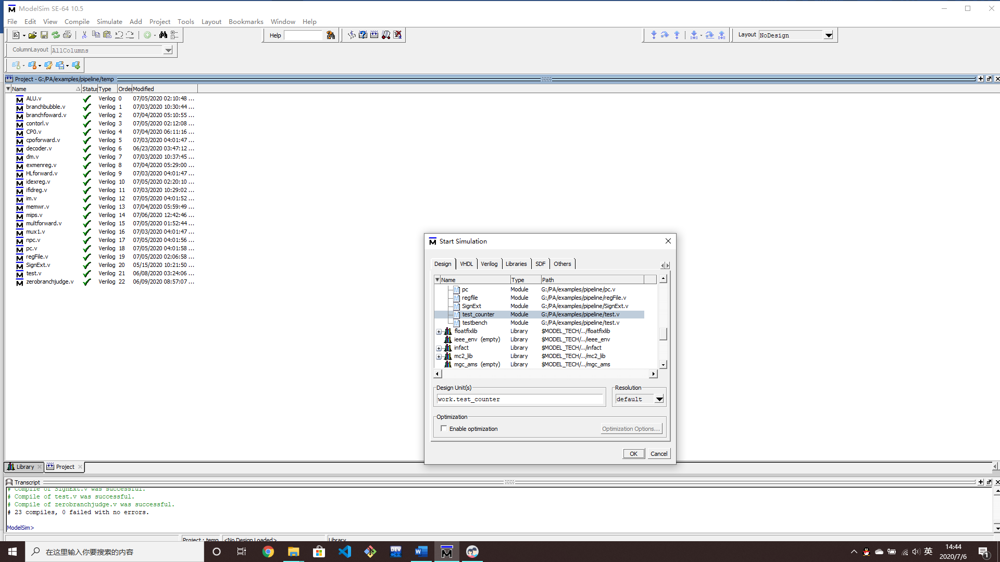 ModelSim SE-64 10.5
File Edit View Compile Simulate Add Project Tools Layout Bookmarks Window Help
Help
Layout NoDesign
ColumnLayout AllColumns
Project - G:/PA/examples/pipeline/temp
Name Status Type Order Modified
ALU.v Verilog 0 07/05/2020 02:10:48 ...
branchbubble.v Verilog 1 07/03/2020 10:30:44 ...
branchfoward.v Verilog 2 07/04/2020 05:10:55 ...
contorl.v Verilog 3 07/05/2020 02:12:08 ...
CP0.v Verilog 4 07/04/2020 06:11:16 ...
cpoforward.v Verilog 5 07/03/2020 04:01:47 ...
decoder.v Verilog 6 06/23/2020 03:47:12 ...
dm.v Verilog 7 07/03/2020 10:37:45 ...
exmenreg.v Verilog 8 07/04/2020 05:29:00 ...
HLforward.v Verilog 9 07/03/2020 04:01:47 ...
idexreg.v Verilog 10 07/05/2020 02:20:10 ...
ifidreg.v Verilog 11 07/03/2020 10:29:02 ...
im.v Verilog 12 07/05/2020 04:01:52 ...
memwr.v Verilog 13 07/04/2020 05:59:49 ...
mips.v Verilog 14 07/06/2020 12:42:46 ...
multforward.v Verilog 15 07/05/2020 01:52:44 ...
mux1.v Verilog 16 07/03/2020 04:01:47 ...
npc.v Verilog 17 07/05/2020 04:01:56 ...
pc.v Verilog 18 07/05/2020 04:01:58 ...
regFile.v Verilog 19 07/05/2020 02:06:58 ...
SignExt.v Verilog 20 05/15/2020 10:21:50 ...
test.v Verilog 21 06/08/2020 03:24:06 ...
zerobranchjudge.v Verilog 22 06/09/2020 08:57:07 ...
Start Simulation
Design VHDL Verilog Libraries SDF Others
Name Type Path
pc Module G:/PA/examples/pipeline/pc.v
regfile Module G:/PA/examples/pipeline/regFile.v
SignExt Module G:/PA/examples/pipeline/SignExt.v
test_counter Module G:/PA/examples/pipeline/test.v
testbench Module G:/PA/examples/pipeline/test.v
floatfixlib Library $MODEL_TECH/../floatfixlib
ieee_env (empty) Library $MODEL_TECH/../ieee_env
infact Library $MODEL_TECH/../infact
mc2_lib Library $MODEL_TECH/../mc2_lib
mgc_ams (empty) Library $MODEL_TECH/../mgc_ams
Design Unit(s) Resolution
work.test_counter default
Optimization
Enable optimization Optimization Options...
OK Cancel
Library Project
Transcript
# Compile of SignExt.v was successful.
# Compile of test.v was successful.
# Compile of zerobranchjudge.v was successful.
# 23 compiles, 0 failed with no errors.
ModelSim>
Project : temp <No Design Loaded> Library
在这里输入你要搜索的内容
DEV
英
14:44
2020/7/6
1